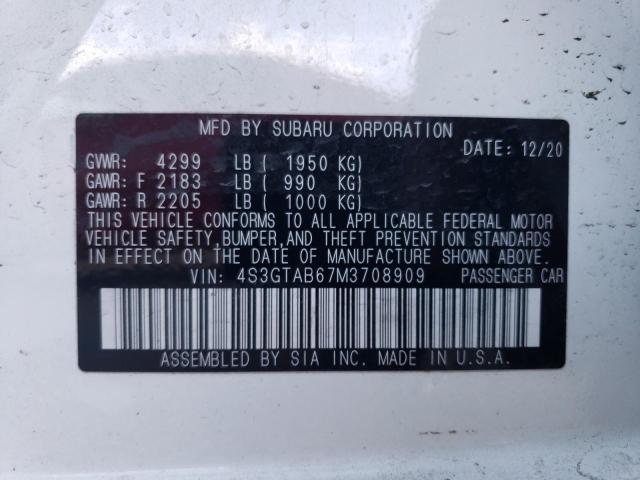 MFD BY SUBARU CORPORATION
DATE: 12/20
GVWR: 4299 LB ( 1950 KG)
GAWR: F 2183 LB ( 990 KG)
GAWR: R 2205 LB ( 1000 KG)
THIS VEHICLE CONFORMS TO ALL APPLICABLE FEDERAL MOTOR
VEHICLE SAFETY, BUMPER, AND THEFT PREVENTION STANDARDS
IN EFFECT ON THE DATE OF MANUFACTURE SHOWN ABOVE.
VIN: 4S3GTAB67M3708909 PASSENGER CAR
ASSEMBLED BY SIA INC. MADE IN U.S.A.